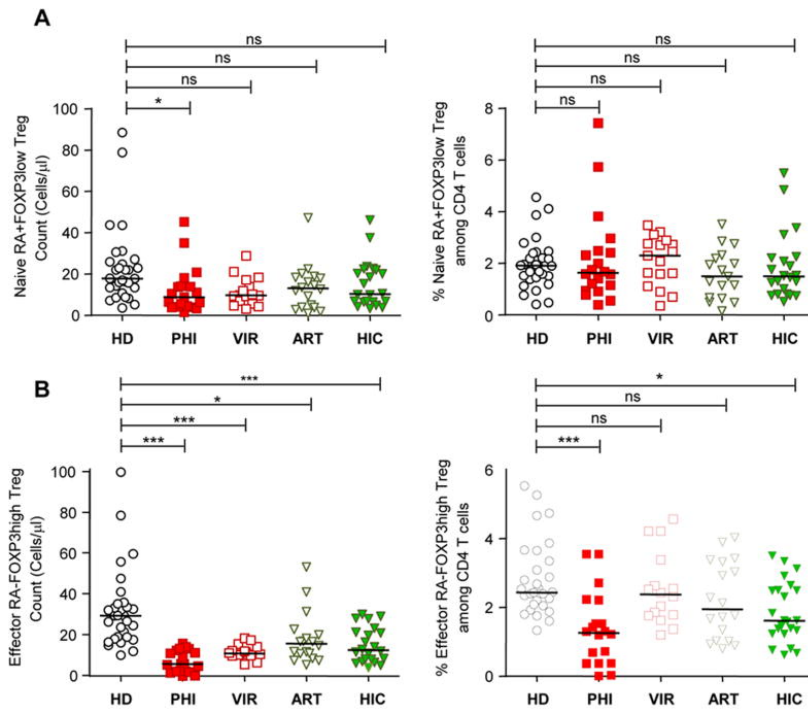 A
ns
ns
ns
*
100
80
60
40
20
0
Naive RA+FOXP3low Treg
Count (Cells/μl)
HD PHI VIR ART HIC
ns
ns
ns
ns
8
6
4
2
0
% Naive RA+FOXP3low Treg
among CD4 T cells
HD PHI VIR ART HIC
B
***
*
***
***
100
80
60
40
20
0
Effector RA-FOXP3high Treg
Count (Cells/μl)
HD PHI VIR ART HIC
*
ns
ns
***
6
4
2
0
% Effector RA-FOXP3high Treg
among CD4 T cells
HD PHI VIR ART HIC